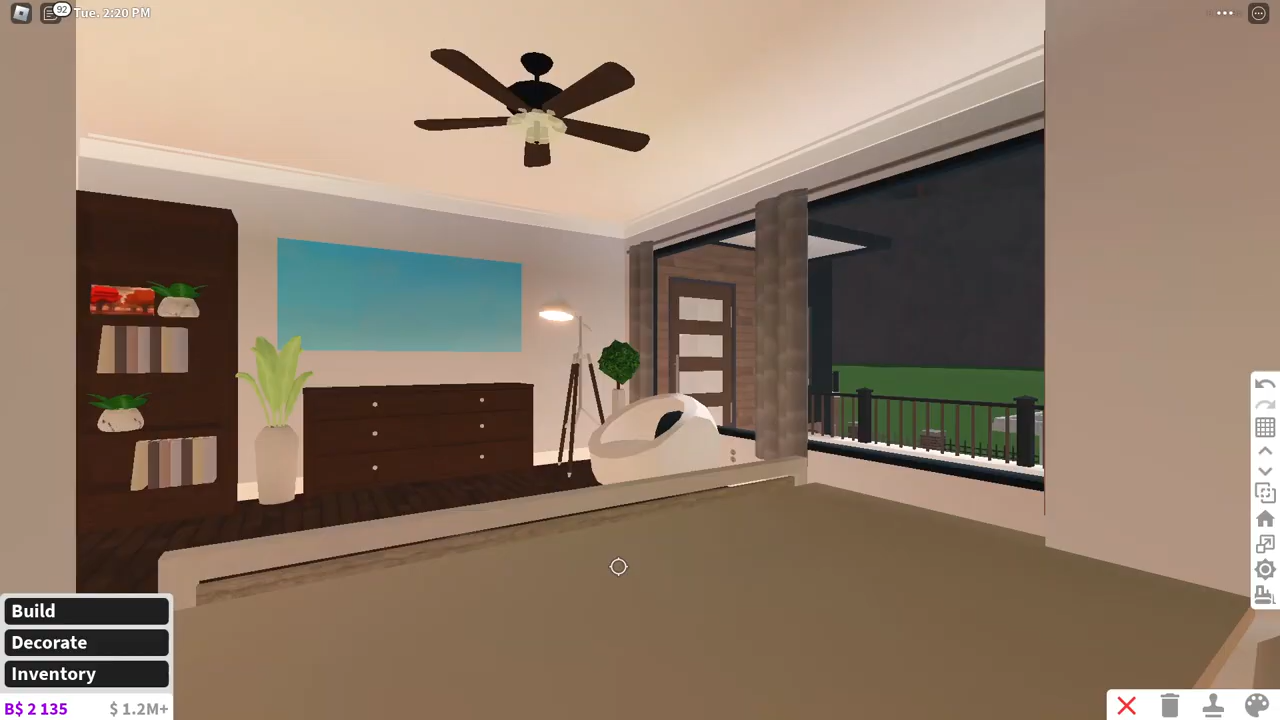 92
Tue. 2:20 PM
Build
Decorate
Inventory
B$ 2 135
$ 1.2M+